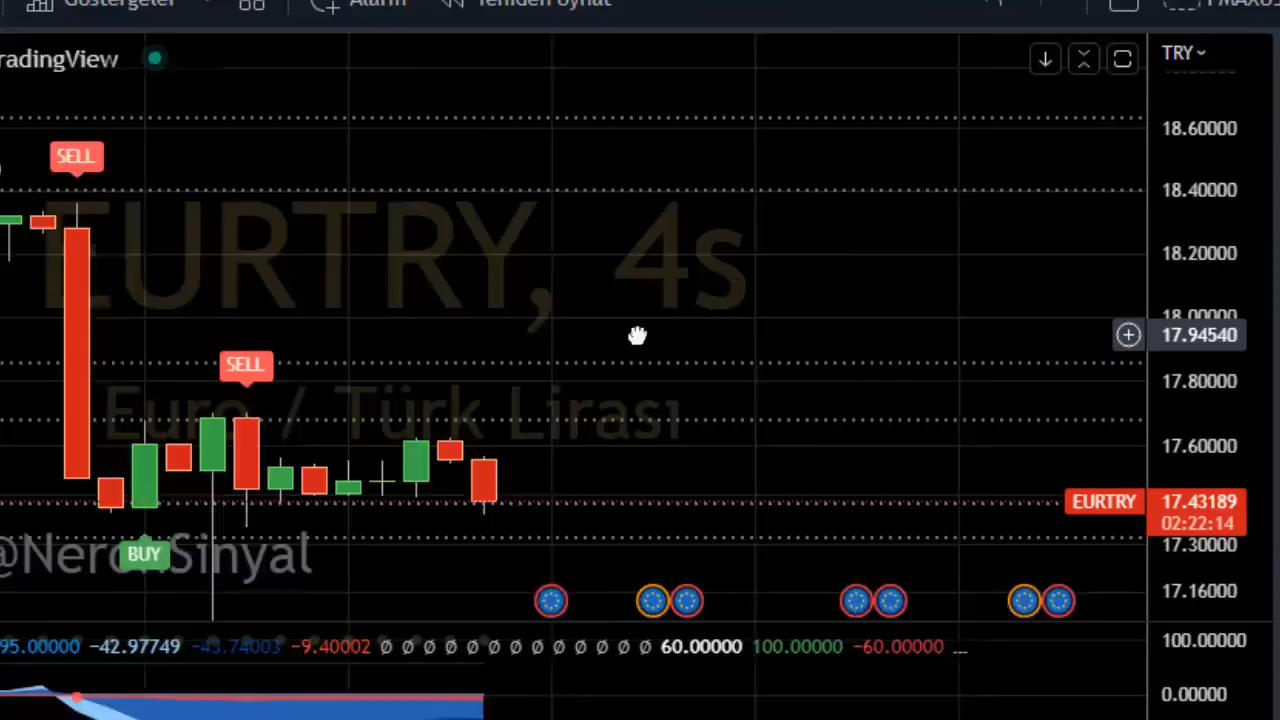 Göstergeler Alarm Yeniden oynat
TradingView
TRY
18.60000
SELL
18.40000
EURTRY, 4s
18.20000
18.00000
17.94540
SELL
17.80000
Euro / Türk Lirası
17.60000
EURTRY 17.43189
02:22:14
@NeronSinyal
BUY
17.30000
17.16000
95.00000 −42.97749 −43.74003 −9.40002 Ø Ø Ø Ø Ø Ø Ø Ø Ø Ø Ø Ø Ø 60.00000 100.00000 −60.00000 ...
100.00000
0.00000